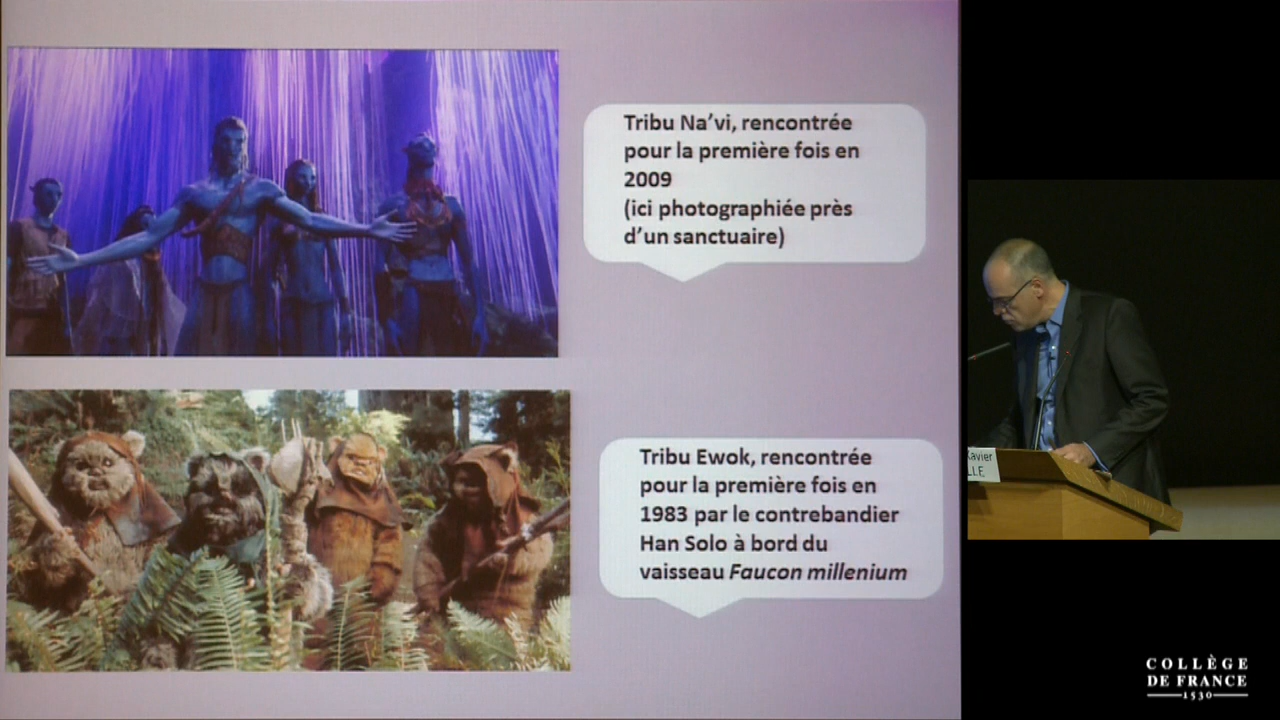 Tribu Na’vi, rencontrée
pour la première fois en
2009
(ici photographiée près
d’un sanctuaire)
Tribu Ewok, rencontrée
pour la première fois en
1983 par le contrebandier
Han Solo à bord du
vaisseau Faucon millenium
Xavier
LLE
COLLÈGE
DE FRANCE
1530